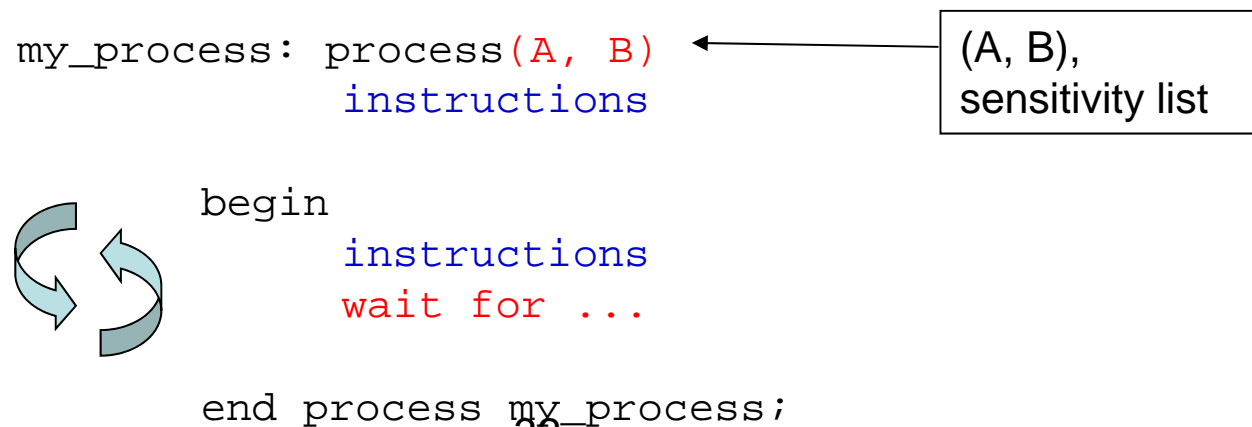 my_process: process(A, B)
(A, B),
sensitivity list
instructions
begin
instructions
wait for ...
end process my_process;